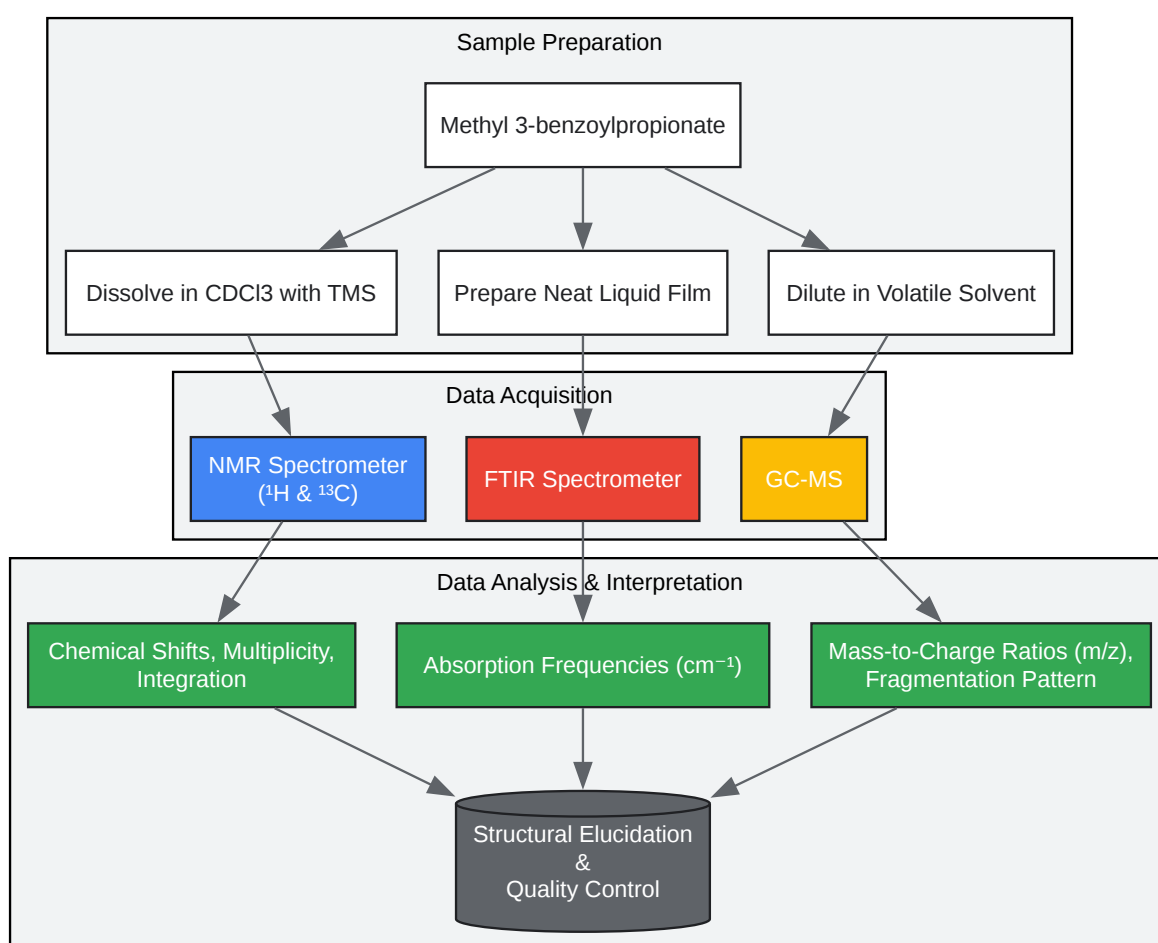 Sample Preparation
Methyl 3-benzoylpropionate
Dissolve in CDCl3 with TMS
Prepare Neat Liquid Film
Dilute in Volatile Solvent
Data Acquisition
NMR Spectrometer
(¹H & ¹³C)
FTIR Spectrometer
GC-MS
Data Analysis & Interpretation
Chemical Shifts, Multiplicity,
Integration
Absorption Frequencies (cm⁻¹)
Mass-to-Charge Ratios (m/z),
Fragmentation Pattern
Structural Elucidation
&
Quality Control